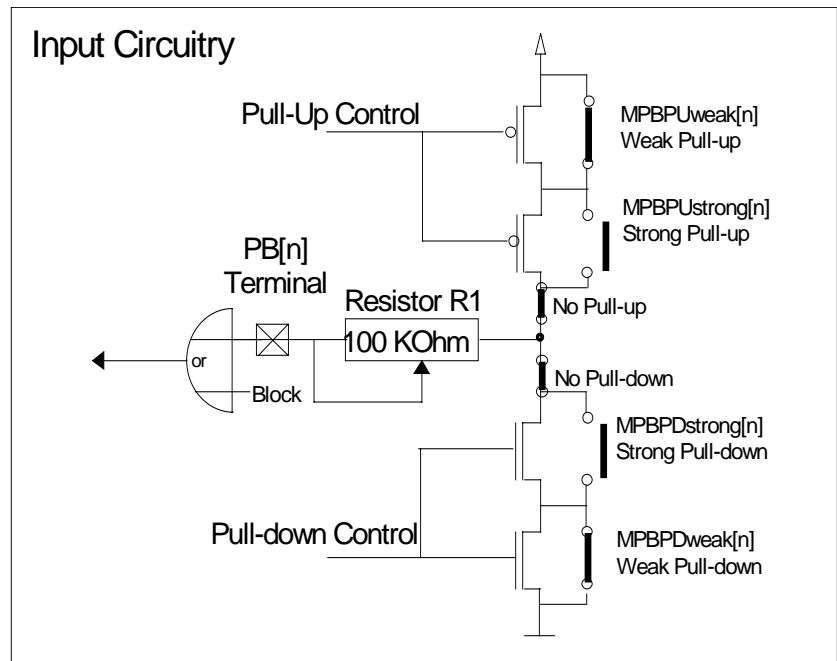 Input Circuitry
Pull-Up Control
MPBPUweak[n]
Weak Pull-up
MPBPUstrong[n]
Strong Pull-up
PB[n]
Terminal
Resistor R1
100 KOhm
No Pull-up
or
Block
No Pull-down
MPBPDstrong[n]
Strong Pull-down
Pull-down Control
MPBPDweak[n]
Weak Pull-down